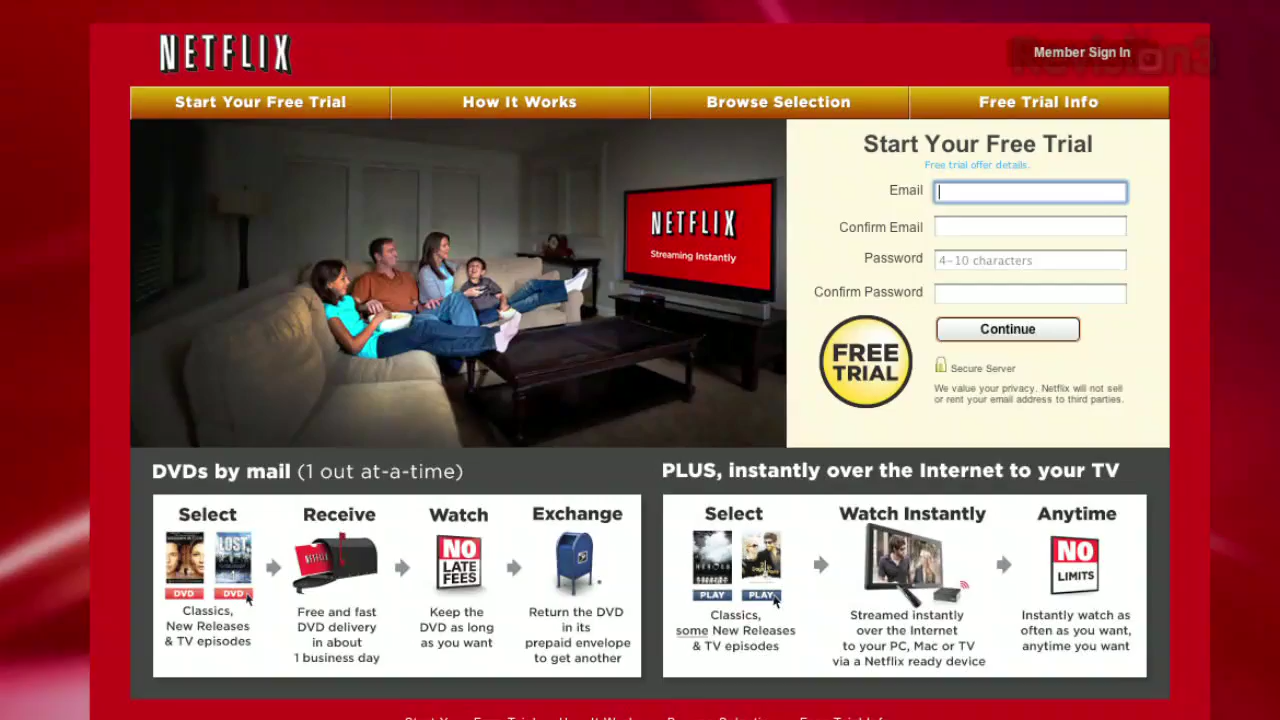 NETFLIX
Member Sign In
Revision3
Start Your Free Trial
How It Works
Browse Selection
Free Trial Info
NETFLIX
Streaming Instantly
Start Your Free Trial
Free trial offer details.
Email
Confirm Email
Password
4-10 characters
Confirm Password
Continue
FREE
TRIAL
Secure Server
We value your privacy. Netflix will not sell
or rent your email address to third parties.
DVDs by mail (1 out at-a-time)
Select
LOST
DVD
DVD
Classics,
New Releases
& TV episodes
Receive
NETFLIX
Free and fast
DVD delivery
in about
1 business day
Watch
NO
LATE
FEES
Keep the
DVD as long
as you want
Exchange
Return the DVD
in its
prepaid envelope
to get another
PLUS, instantly over the Internet to your TV
Select
HEROES
PLAY
PLAY
Classics,
some New Releases
& TV episodes
Watch Instantly
Streamed instantly
over the Internet
to your PC, Mac or TV
via a Netflix ready device
Anytime
NO
LIMITS
Instantly watch as
often as you want,
anytime you want